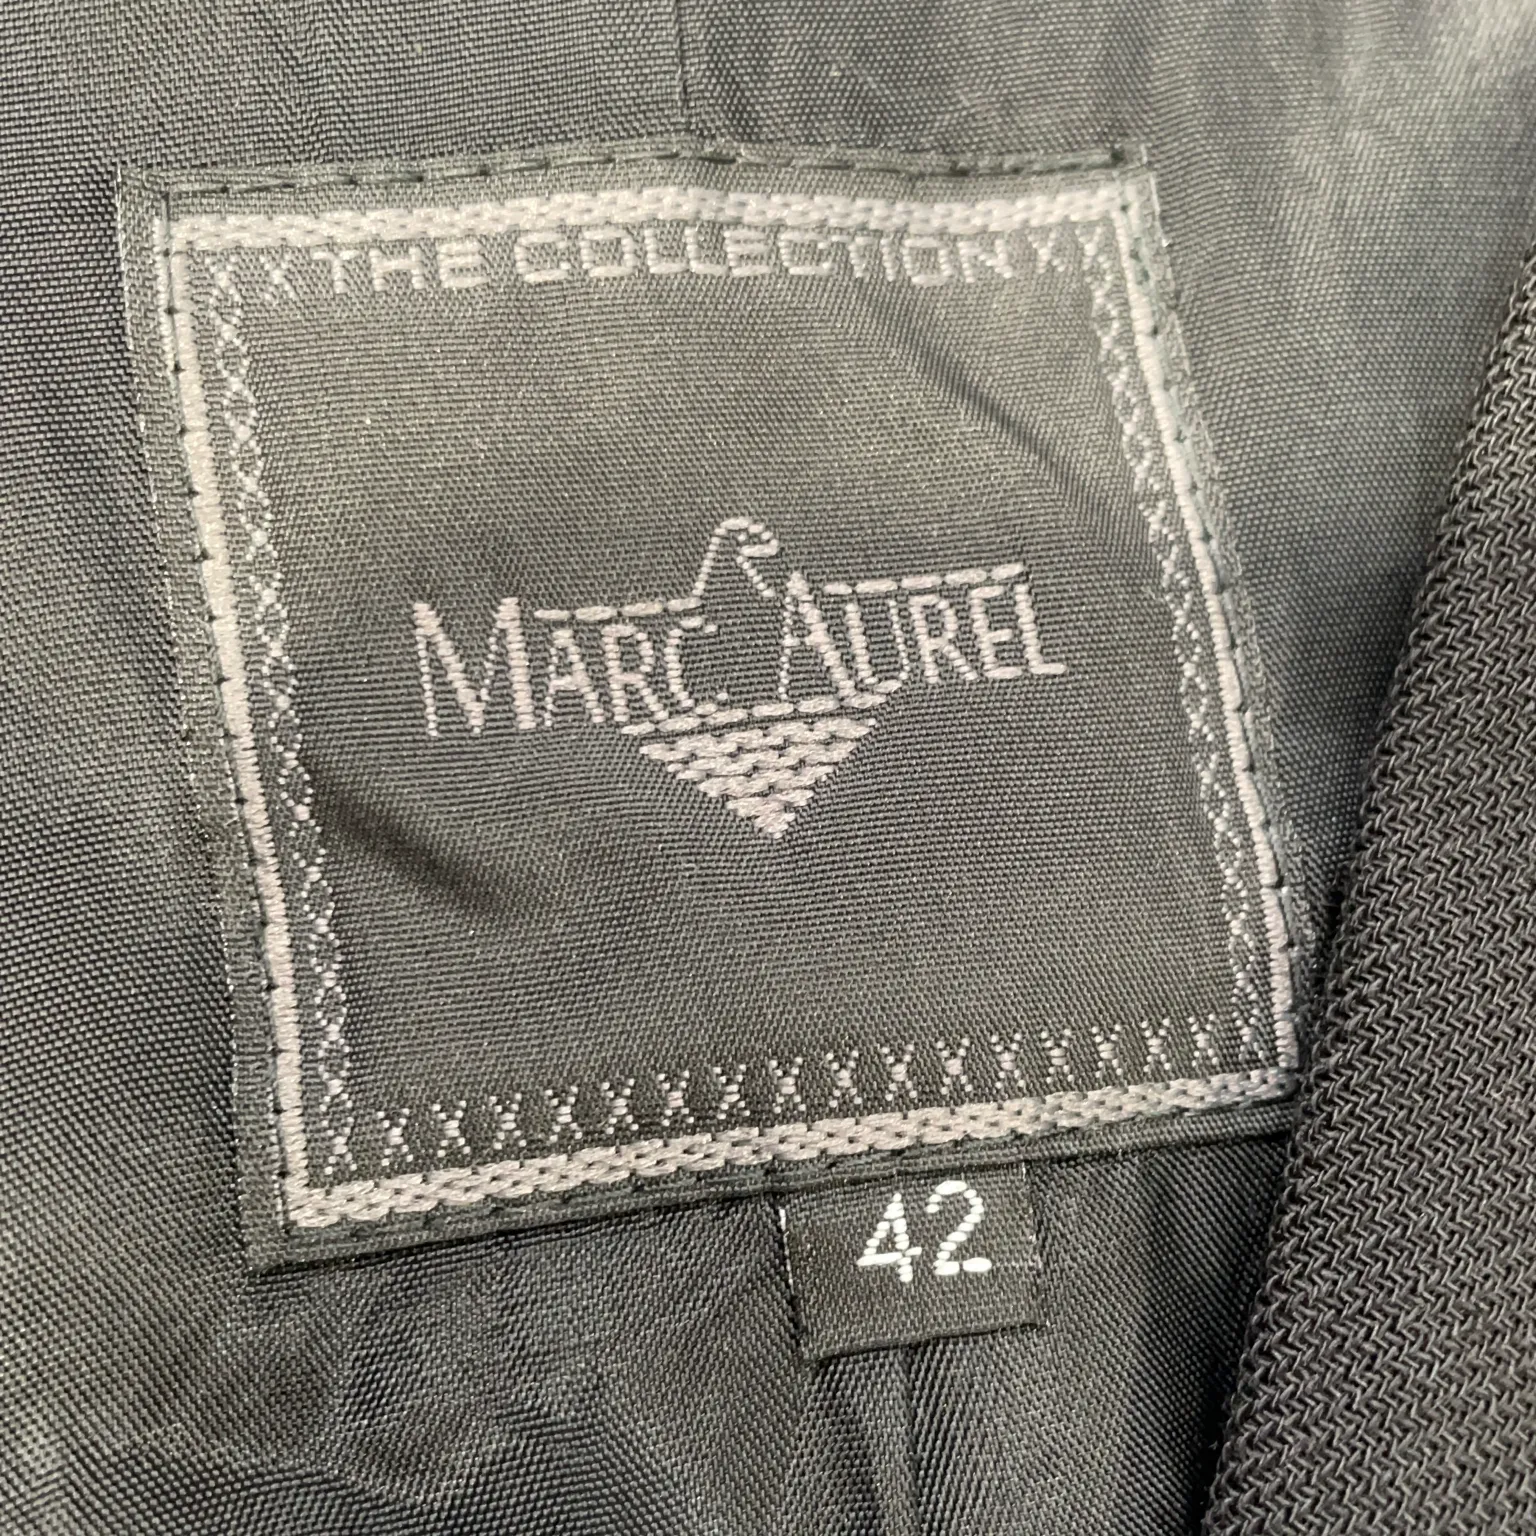 THE COLLECTION
MARC AUREL
42